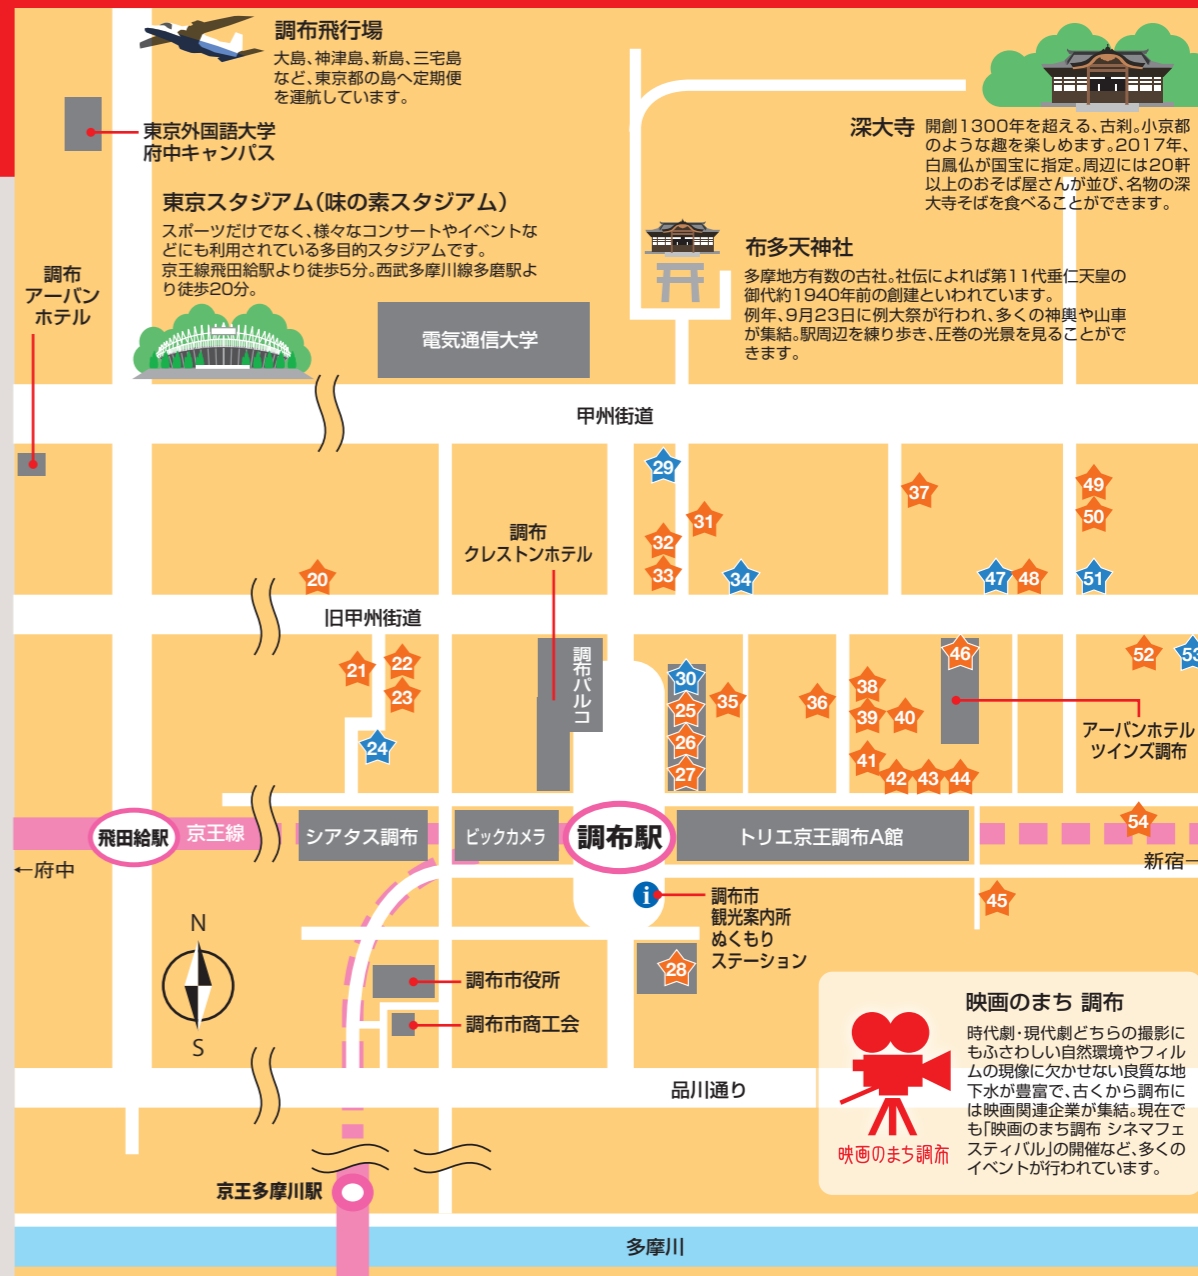 調布飛行場
大島、神津島、新島、三宅島
など、東京都の島へ定期便
を運航しています。
東京外国語大学
府中キャンパス
深大寺
開創1300年を超える、古刹。小京都
のような趣を楽しめます。2017年、
白鳳仏が国宝に指定。周辺には20軒
以上のおそば屋さんが並び、名物の深
大寺そばを食べることができます。
東京スタジアム（味の素スタジアム）
スポーツだけでなく、様々なコンサートやイベントな
どにも利用されている多目的スタジアムです。
京王線飛田給駅より徒歩5分。西武多摩川線多磨駅よ
り徒歩20分。
布多天神社
多摩地方有数の古社。社伝によれば第11代垂仁天皇の
御代約1940年前の創建といわれています。
例年、9月23日に例大祭が行われ、多くの神輿や山車
が集結。駅周辺を練り歩き、圧巻の光景を見ることがで
きます。
調布
アーバン
ホテル
電気通信大学
甲州街道
29
37
49
50
31
32
33
34
47
48
51
20
調布
クレストンホテル
旧甲州街道
21
22
23
24
調布パルコ
30
25
26
27
35
36
38
39
40
41
42
43
44
46
52
53
アーバンホテル
ツインズ調布
飛田給駅
京王線
シアタス調布
ビックカメラ
調布駅
トリエ京王調布A館
54
←府中
新宿
i
調布市
観光案内所
ぬくもり
ステーション
45
28
N
S
調布市役所
調布市商工会
映画のまち 調布
時代劇・現代劇どちらの撮影に
もふさわしい自然環境やフィル
ムの現像に欠かせない良質な地
下水が豊富で、古くから調布に
は映画関連企業が集結。現在で
も「映画のまち調布 シネマフェ
スティバル」の開催など、多くの
イベントが行われています。
映画のまち調布
品川通り
京王多摩川駅
多摩川